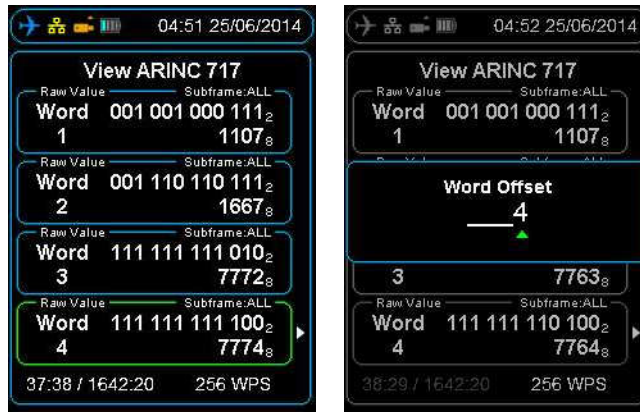 04:51 25/06/2014
View ARINC 717
Raw Value Subframe:ALL
Word 001 001 000 111₂
1 1107₈
Raw Value Subframe:ALL
Word 001 110 110 111₂
2 1667₈
Raw Value Subframe:ALL
Word 111 111 111 010₂
3 7772₈
Raw Value Subframe:ALL
Word 111 111 111 100₂
4 7774₈
37:38 / 1642:20 256 WPS
04:52 25/06/2014
View ARINC 717
Raw Value Subframe:ALL
Word 001 001 000 111₂
1 1107₈
Word Offset
___4
3 7763₈
Raw Value Subframe:ALL
Word 111 111 110 100₂
4 7764₈
38:29 / 1642:20 256 WPS